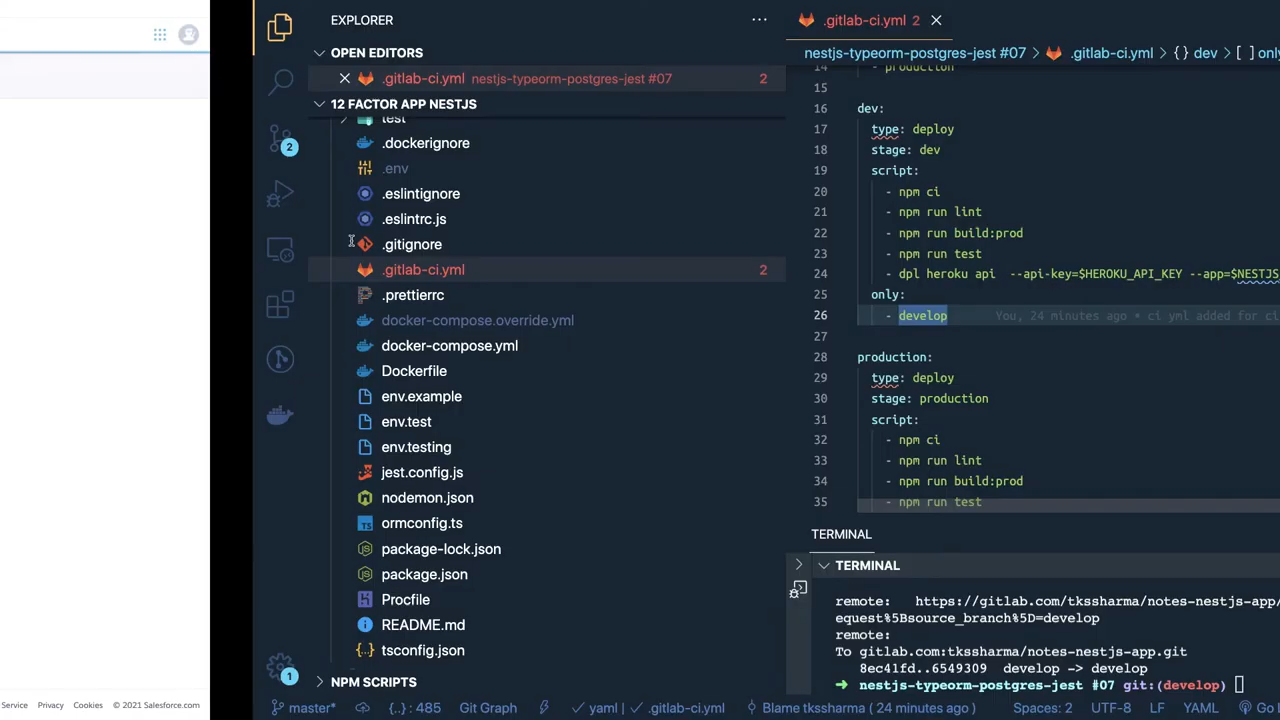 Service Privacy Cookies © 2021 Salesforce.com
EXPLORER
OPEN EDITORS
.gitlab-ci.yml nestjs-typeorm-postgres-jest #07 2
12 FACTOR APP NESTJS
test
.dockerignore
.env
.eslintignore
.eslintrc.js
.gitignore
.gitlab-ci.yml 2
.prettierrc
docker-compose.override.yml
docker-compose.yml
Dockerfile
env.example
env.test
env.testing
jest.config.js
nodemon.json
ormconfig.ts
package-lock.json
package.json
Procfile
README.md
tsconfig.json
NPM SCRIPTS
2
1
.gitlab-ci.yml 2
nestjs-typeorm-postgres-jest #07 > .gitlab-ci.yml > {} dev > [ ] only
14 - production
15
16 dev:
17 type: deploy
18 stage: dev
19 script:
20 - npm ci
21 - npm run lint
22 - npm run build:prod
23 - npm run test
24 - dpl heroku api --api-key=$HEROKU_API_KEY --app=$NESTJS
25 only:
26 - develop You, 24 minutes ago • ci yml added for ci
27
28 production:
29 type: deploy
30 stage: production
31 script:
32 - npm ci
33 - npm run lint
34 - npm run build:prod
35 - npm run test
TERMINAL
TERMINAL
remote: https://gitlab.com/tkssharma/notes-nestjs-app/
equest%5Bsource_branch%5D=develop
remote:
To gitlab.com:tkssharma/notes-nestjs-app.git
8ec41fd..6549309 develop -> develop
➜ nestjs-typeorm-postgres-jest #07 git:(develop)
master* {..} : 485 Git Graph ✓ yaml | ✓ .gitlab-ci.yml Blame tkssharma ( 24 minutes ago ) Spaces: 2 UTF-8 LF YAML Go